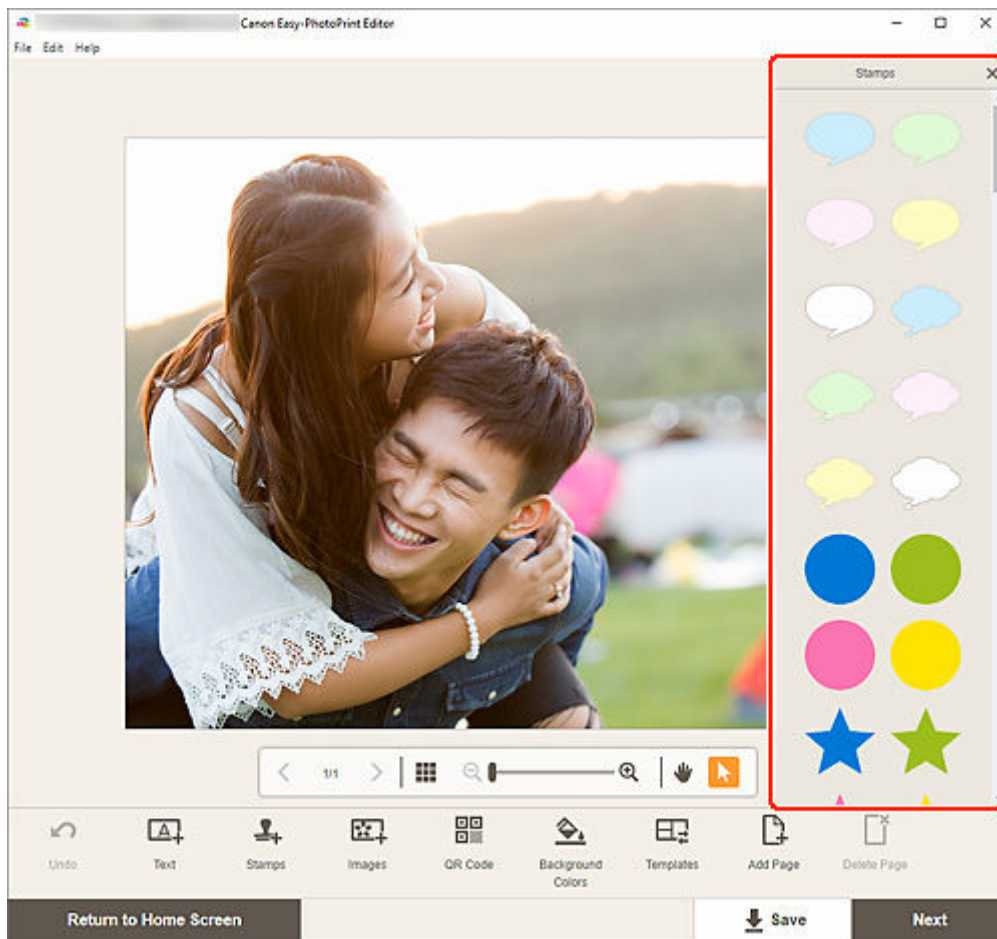 Canon Easy-PhotoPrint Editor
File Edit Help
Stamps
1/1
Undo
Text
Stamps
Images
QR Code
Background
Colors
Templates
Add Page
Delete Page
Return to Home Screen
Save
Next